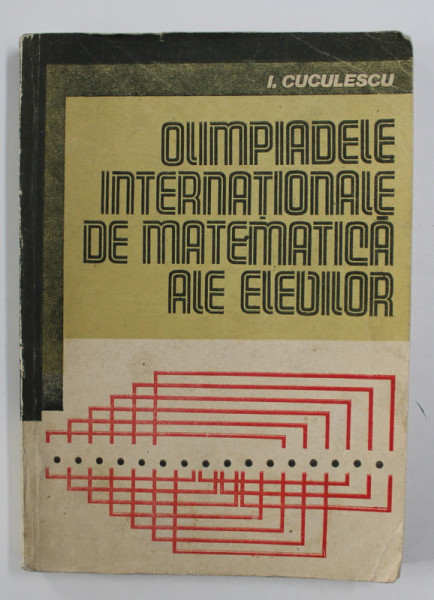 I. CUCULESCU
OLIMPIADELE
INTERNAȚIONALE
DE MATEMATICĂ
ALE ELEVILOR